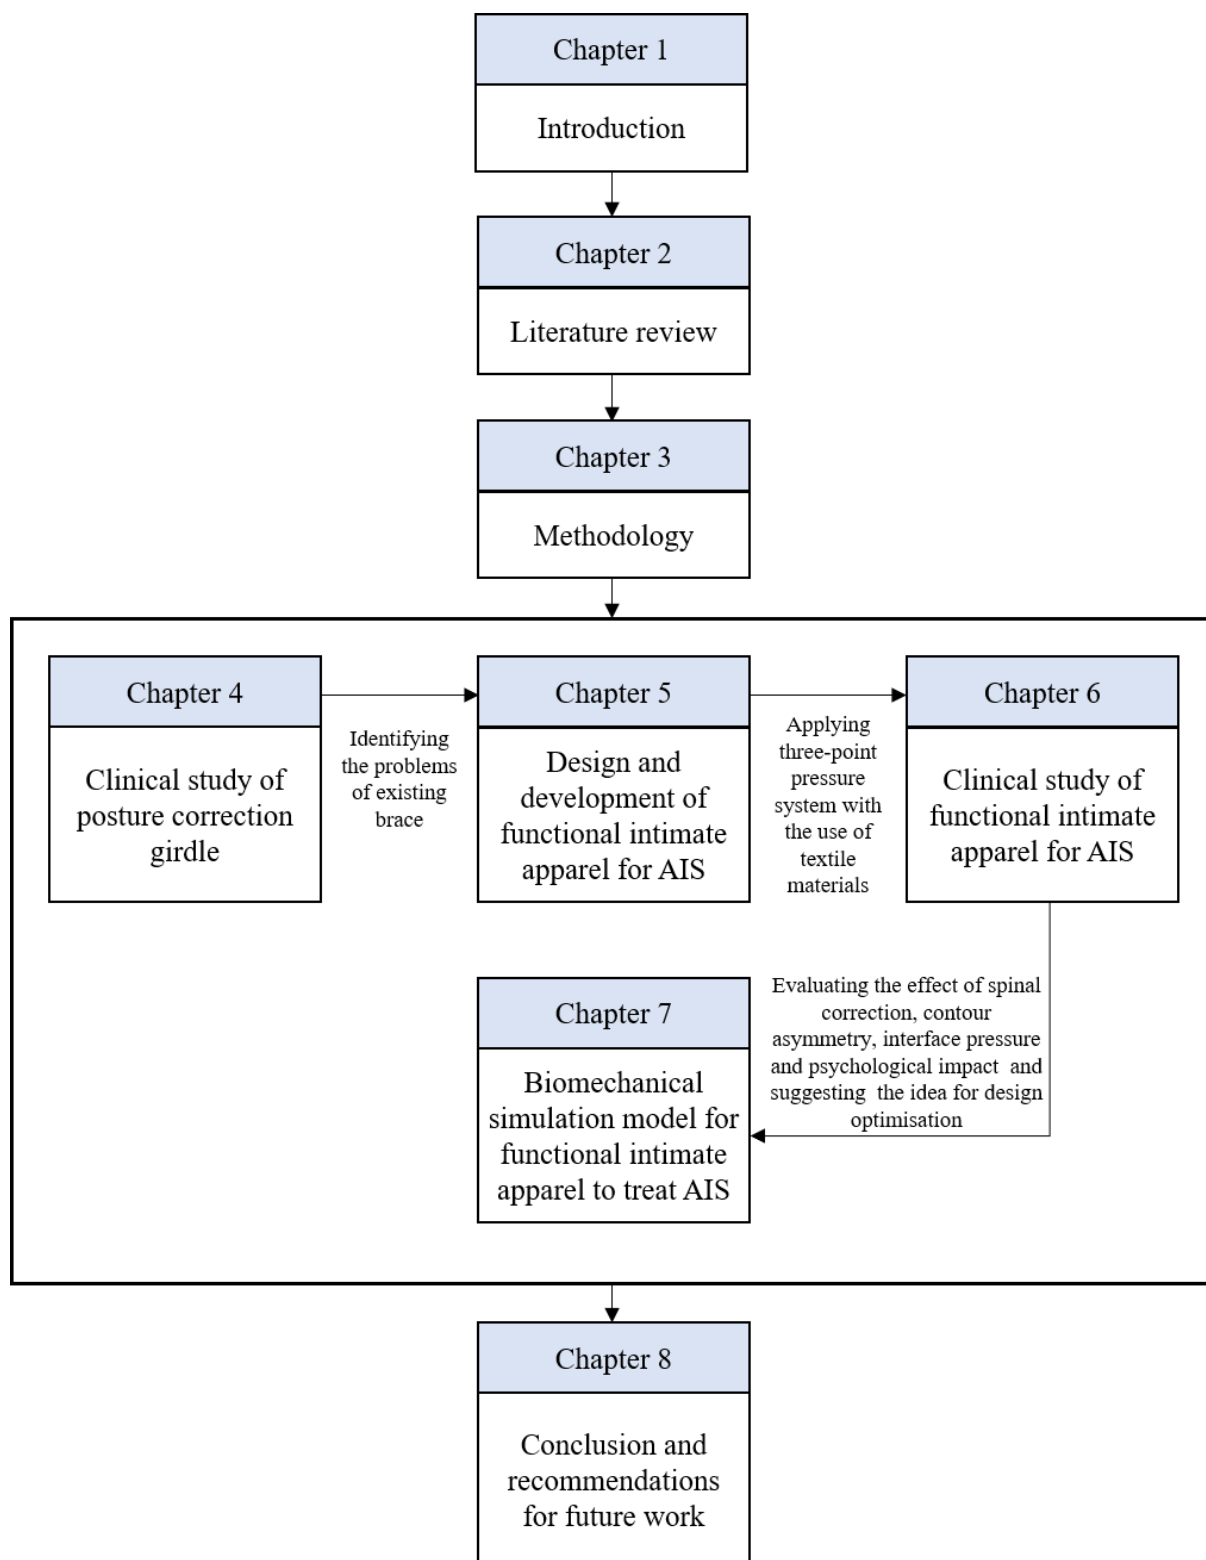 Chapter 1
Introduction
Chapter 2
Literature review
Chapter 3
Methodology
Chapter 4
Clinical study of
posture correction
girdle
Identifying
the problems
of existing
brace
Chapter 5
Design and
development of
functional intimate
apparel for AIS
Applying
three-point
pressure
system with
the use of
textile
materials
Chapter 6
Clinical study of
functional intimate
apparel for AIS
Evaluating the effect of spinal
correction, contour
asymmetry, interface pressure
and psychological impact and
suggesting the idea for design
optimisation
Chapter 7
Biomechanical
simulation model for
functional intimate
apparel to treat AIS
Chapter 8
Conclusion and
recommendations
for future work